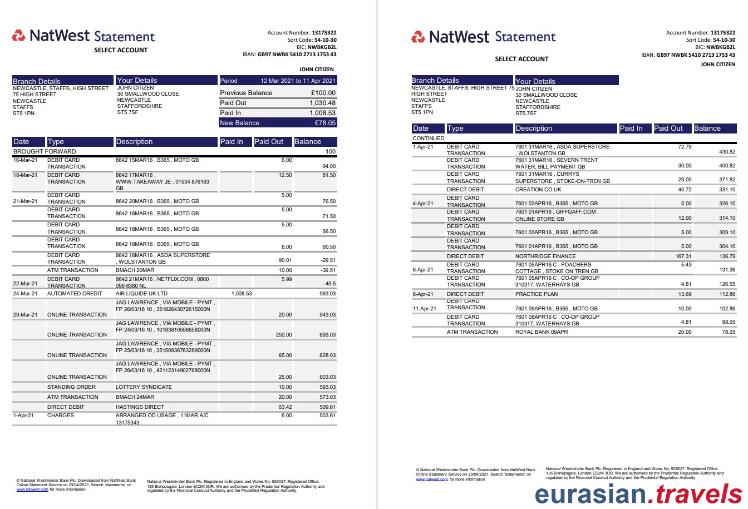 NatWest Statement
SELECT ACCOUNT
Account Number: 13175322
Sort Code: 54-10-30
BIC: NWBKGB2L
IBAN: GB97 NWBK 5410 2713 1753 43
JOHN CITIZEN
Branch Details
NEWCASTLE, STAFFS, HIGH STREET
75 HIGH STREET
NEWCASTLE
STAFFS
ST5 1PN
Your Details
JOHN CITIZEN
30 SMALLWOOD CLOSE
NEWCASTLE
STAFFORDSHIRE
ST5 7SF
Period 12 Mar 2021 to 11 Apr 2021
Previous Balance £100.00
Paid Out 1,030.48
Paid In 1,008.53
New Balance £78.05
Date Type Description Paid In Paid Out Balance
BROUGHT FORWARD 100
16-Mar-21 DEBIT CARD 8642 15MAR16 , B365 , MOTO GB 6.00
TRANSACTION 94.00
18-Mar-21 DEBIT CARD 8642 17MAR16 12.50 81.50
TRANSACTION WWW.TAKEAWAY.JE , 01534 876163
GB
21-Mar-21 DEBIT CARD 8642 20MAR16 , B365 , MOTO GB 5.00
TRANSACTION 76.50
DEBIT CARD 8642 18MAR16 , B365 , MOTO GB 5.00
TRANSACTION 71.50
DEBIT CARD 8642 18MAR16 , B365 , MOTO GB 5.00
TRANSACTION 66.50
DEBIT CARD 8642 18MAR16 , B365 , MOTO GB
TRANSACTION 6.00 60.50
DEBIT CARD 8642 18MAR16 , ASDA SUPERSTORE
TRANSACTION , WOLSTANTON GB 90.01 -29.51
ATM TRANSACTION BMACH 20MAR 10.00 -39.51
22-Mar-21 DEBIT CARD 8642 21MAR16 , NETFLIX.COM , 0800 5.99
TRANSACTION 096 6380 NL 45.5
24-Mar-21 AUTOMATED CREDIT AIR LIQUIDE UK LTD 1,008.53 963.03
29-Mar-21 ONLINE TRANSACTION JAG LAWRENCE , VIA MOBILE - PYMT ,
FP 26/03/16 10 , 35182643072615000N 20.00 943.03
JAG LAWRENCE , VIA MOBILE - PYMT ,
ONLINE TRANSACTION 250.00 693.03
JAG LAWRENCE , VIA MOBILE - PYMT ,
ONLINE TRANSACTION 65.00 628.03
JAG LAWRENCE , VIA MOBILE - PYMT ,
ONLINE TRANSACTION 25.00 603.03
STANDING ORDER LOTTERY SYNDICATE 10.00 593.03
ATM TRANSACTION BMACH 24MAR 20.00 573.03
DIRECT DEBIT HASTINGS DIRECT 63.42 509.61
1-Apr-21 CHARGES ARRANGED OD USAGE , 11MAR A/C 6.00 503.61
13175343
© National Westminster Bank Plc. Downloaded from NatWest Bank
Online Statement Service on 23/04/2021. Search 'statements' on
www.natwest.com for more information.
National Westminster Bank Plc. Registered in England and Wales No. 929027. Registered Office:
135 Bishopsgate, London EC2M 3UR. We are authorised by the Prudential Regulation Authority and
regulated by the Financial Conduct Authority and the Prudential Regulation Authority.
NatWest Statement
SELECT ACCOUNT
Account Number: 13175322
Sort Code: 54-10-30
BIC: NWBKGB2L
IBAN: GB97 NWBK 5410 2713 1753 43
JOHN CITIZEN
Branch Details
NEWCASTLE, STAFFS, HIGH STREET 75
HIGH STREET
NEWCASTLE
STAFFS
ST5 1PN
Your Details
JOHN CITIZEN
30 SMALLWOOD CLOSE
NEWCASTLE
STAFFORDSHIRE
ST5 7SF
Date Type Description Paid In Paid Out Balance
CONTINUED
1-Apr-21 DEBIT CARD 7601 31MAR16 , ASDA SUPERSTORE 72.79
TRANSACTION , WOLSTANTON GB 430.82
DEBIT CARD 7601 31MAR16 , SEVERN TRENT
TRANSACTION WATER, BILL PAYMENT GB 30.00 400.82
DEBIT CARD 7601 31MAR16 , CURRYS
TRANSACTION SUPERSTORE , STOKE-ON-TREN GB 29.00 371.82
DIRECT DEBIT CREATION.CO.UK 40.72 331.10
4-Apr-21 DEBIT CARD 7601 02APR16 , B365 , MOTO GB 5.00 326.10
TRANSACTION
DEBIT CARD 7601 01APR16 , GIFFGAFF.COM ,
TRANSACTION ONLINE STORE GB 12.00 314.10
DEBIT CARD 7601 03APR16 , B365 , MOTO GB 5.00 309.10
TRANSACTION
DEBIT CARD 7601 01APR16 , B365 , MOTO GB 5.00 304.10
TRANSACTION
DIRECT DEBIT NORTHRIDGE FINANCE 167.31 136.79
6-Apr-21 DEBIT CARD 7601 05APR16 C , POACHERS 5.43
TRANSACTION COTTAGE , STOKE ON TREN GB 131.36
DEBIT CARD 7601 05APR16 C , CO-OP GROUP
TRANSACTION 310317, WATERHAYS GB 4.81 126.55
8-Apr-21 DIRECT DEBIT PRACTICE PLAN 13.69 112.86
11-Apr-21 DEBIT CARD
TRANSACTION 7601 08APR16 , B365 , MOTO GB 10.00 102.86
DEBIT CARD 7601 08APR16 C , CO-OP GROUP
TRANSACTION 310317, WATERHAYS GB 4.81 98.05
ATM TRANSACTION ROYAL BANK 09APR 20.00 78.05
© National Westminster Bank Plc. Downloaded from NatWest Bank
Online Statement Service on 23/04/2021. Search 'statements' on
www.natwest.com for more information.
National Westminster Bank Plc. Registered in England and Wales No. 929027. Registered Office:
135 Bishopsgate, London EC2M 3UR. We are authorised by the Prudential Regulation Authority and
regulated by the Financial Conduct Authority and the Prudential Regulation Authority.
eurasian.travels